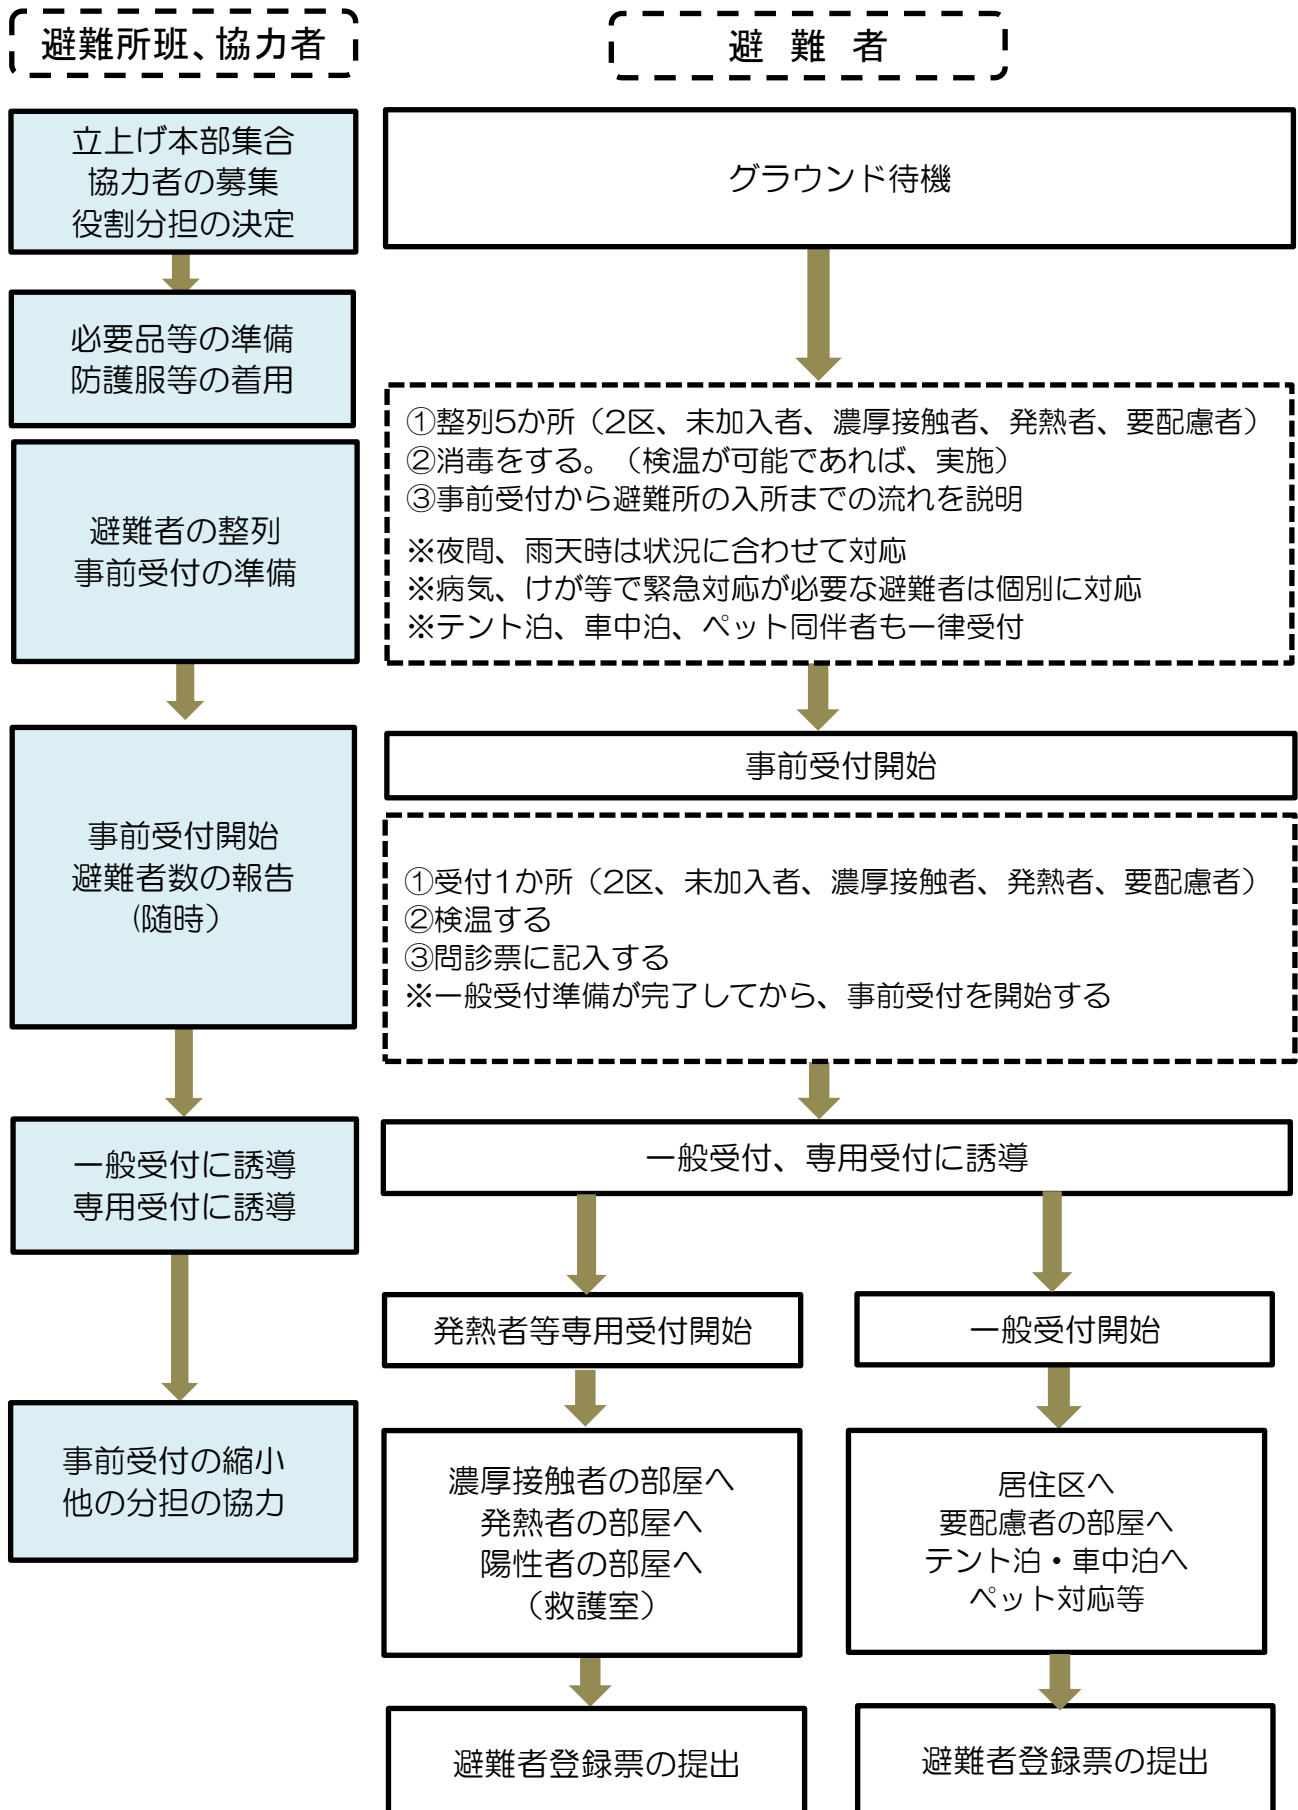 避難所班、協力者
避 難 者
立上げ本部集合
協力者の募集
役割分担の決定
グラウンド待機
必要品等の準備
防護服等の着用
避難者の整列
事前受付の準備
①整列5か所（2区、未加入者、濃厚接触者、発熱者、要配慮者）
②消毒をする。（検温が可能であれば、実施）
③事前受付から避難所の入所までの流れを説明
※夜間、雨天時は状況に合わせて対応
※病気、けが等で緊急対応が必要な避難者は個別に対応
※テント泊、車中泊、ペット同伴者も一律受付
事前受付開始
避難者数の報告
(随時）
事前受付開始
①受付1か所（2区、未加入者、濃厚接触者、発熱者、要配慮者）
②検温する
③問診票に記入する
※一般受付準備が完了してから、事前受付を開始する
一般受付に誘導
専用受付に誘導
一般受付、専用受付に誘導
発熱者等専用受付開始
一般受付開始
事前受付の縮小
他の分担の協力
濃厚接触者の部屋へ
発熱者の部屋へ
陽性者の部屋へ
（救護室）
居住区へ
要配慮者の部屋へ
テント泊・車中泊へ
ペット対応等
避難者登録票の提出
避難者登録票の提出